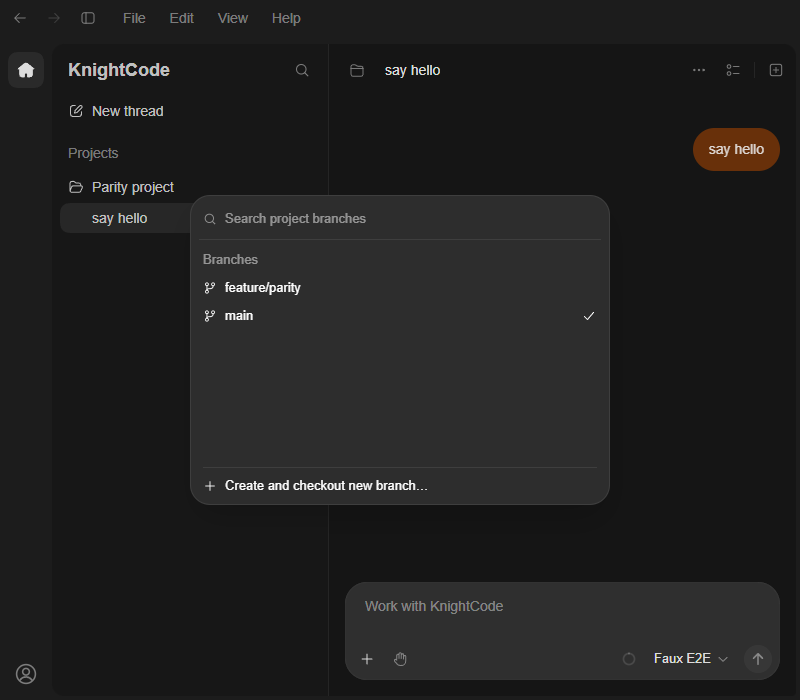 File Edit View Help
KnightCode
say hello
New thread
say hello
Projects
Parity project
say hello
Search project branches
Branches
feature/parity
main
Create and checkout new branch...
Work with KnightCode
Faux E2E